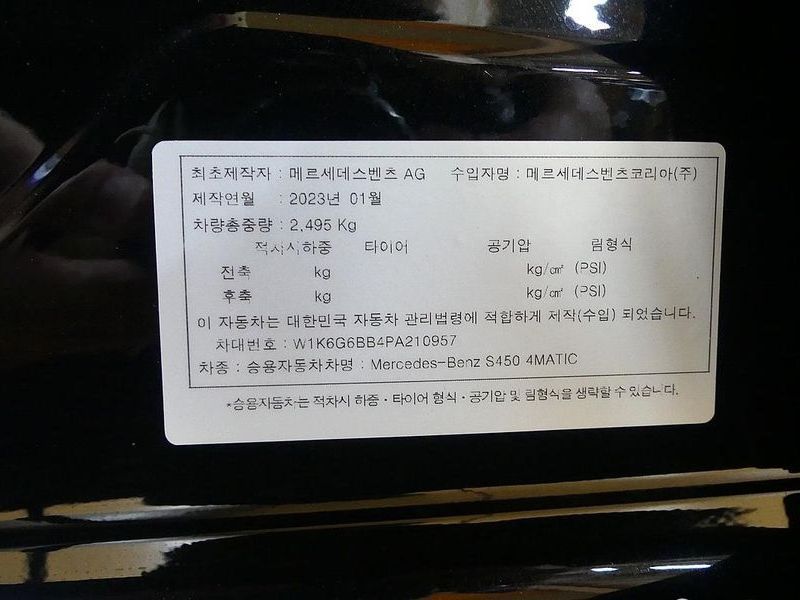 최초제작자 : 메르세데스벤츠 AG 수입자명 : 메르세데스벤츠코리아(주)
제작연월 : 2023년 01월
차량총중량 : 2,495 Kg
적차시하중 타이어 공기압 림형식
전축 kg kg/㎠ (PSI)
후축 kg kg/㎠ (PSI)
이 자동차는 대한민국 자동차 관리법령에 적합하게 제작(수입) 되었습니다.
차대번호 : W1K6G6BB4PA210957
차종 : 승용자동차차명 : Mercedes-Benz S450 4MATIC
*승용자동차는 적차시 하중·타이어 형식·공기압 및 림형식을 생략할 수 있습니다.